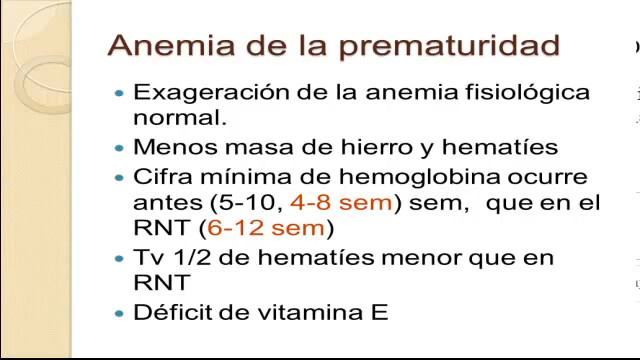 Anemia de la prematuridad
• Exageración de la anemia fisiológica
normal.
• Menos masa de hierro y hematíes
• Cifra mínima de hemoglobina ocurre
antes (5-10, 4-8 sem) sem, que en el
RNT (6-12 sem)
• Tv 1/2 de hematíes menor que en
RNT
• Déficit de vitamina E